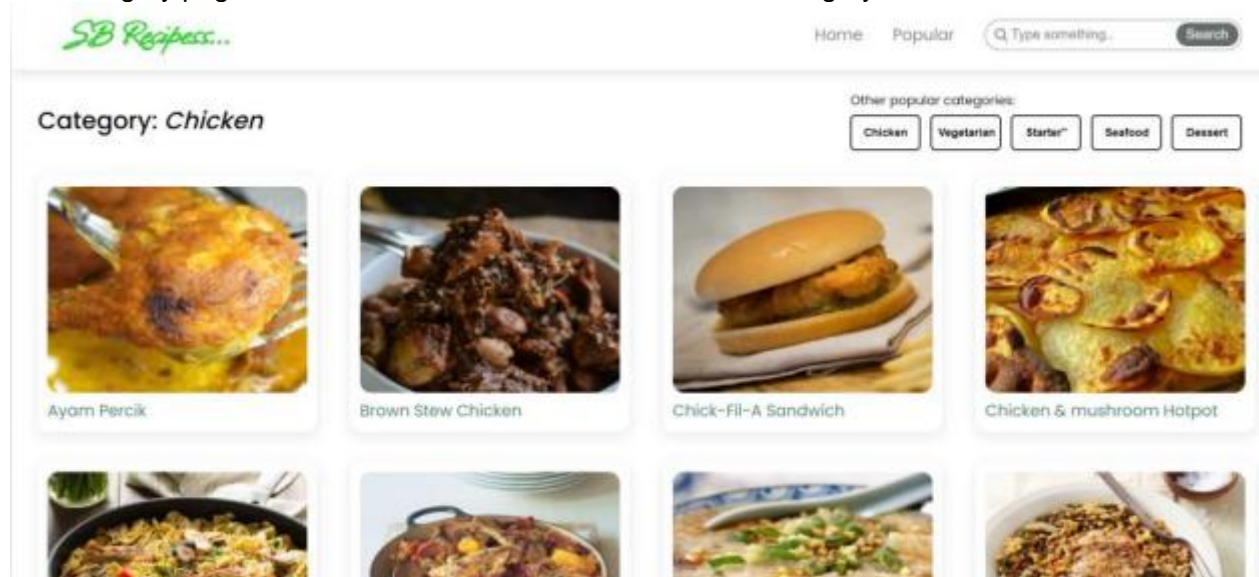 SB Recipess...
Home Popular Type something.. Search
Category: Chicken
Other popular categories:
Chicken Vegetarian Starter" Seafood Dessert
Ayam Percik
Brown Stew Chicken
Chick-Fil-A Sandwich
Chicken & mushroom Hotpot